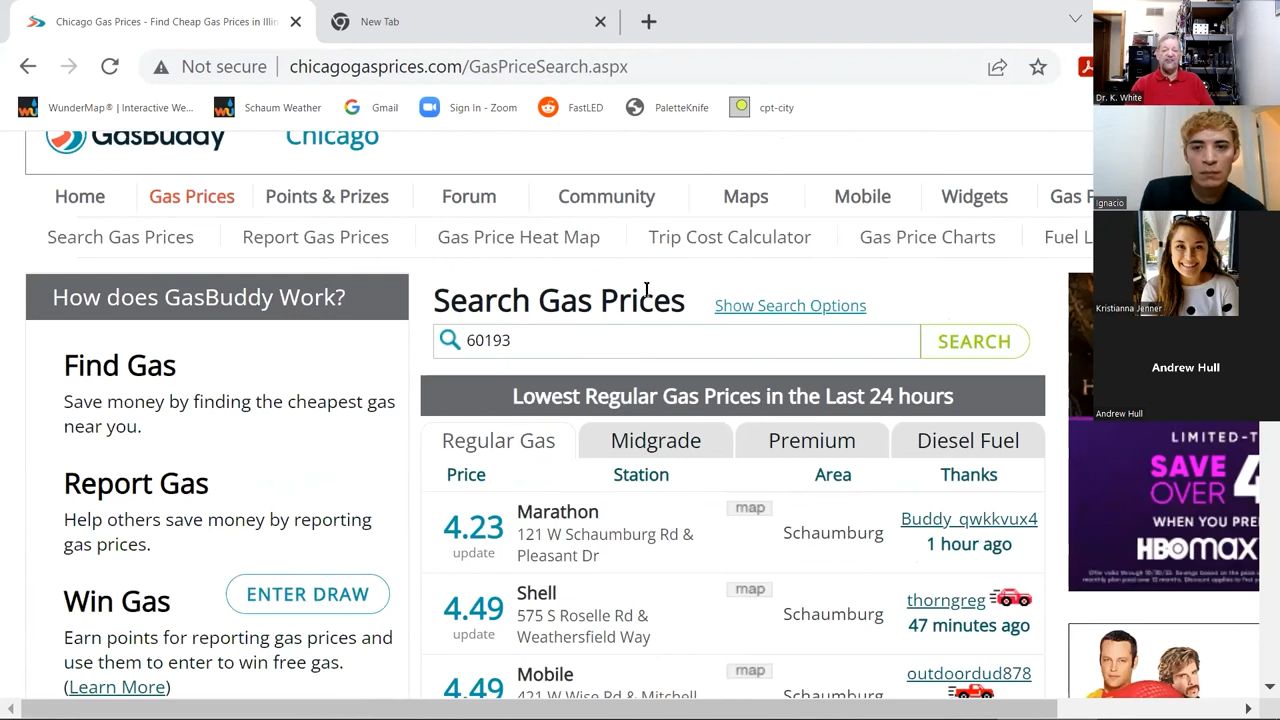 Chicago Gas Prices - Find Cheap Gas Prices in Illin
New Tab
Not secure
chicagogasprices.com/GasPriceSearch.aspx
WunderMap® | Interactive We...
Schaum Weather
Gmail
Sign In - Zoo
FastLED
PaletteKnife
cpt-city
Dr. K. White
Ignacio
Kristianna Jenner
Andrew Hull
Andrew Hull
GasBuddy Chicago
Home
Gas Prices
Points & Prizes
Forum
Community
Maps
Mobile
Widgets
Gas P
Search Gas Prices
Report Gas Prices
Gas Price Heat Map
Trip Cost Calculator
Gas Price Charts
Fuel L
How does GasBuddy Work?
Find Gas
Save money by finding the cheapest gas
near you.
Report Gas
Help others save money by reporting
gas prices.
Win Gas
ENTER DRAW
Earn points for reporting gas prices and
use them to enter to win free gas.
(Learn More)
Search Gas Prices
Show Search Options
60193
SEARCH
Lowest Regular Gas Prices in the Last 24 hours
Regular Gas
Midgrade
Premium
Diesel Fuel
Price
Station
Area
Thanks
4.23
update
Marathon
121 W Schaumburg Rd &
Pleasant Dr
map
Schaumburg
Buddy_qwkkvux4
1 hour ago
4.49
update
Shell
575 S Roselle Rd &
Weathersfield Way
map
Schaumburg
thorngreg
47 minutes ago
4.49
Mobile
421 W Wise Rd & Mitchell
map
Schaumburg
outdoordud878
LIMITED-T
SAVE
OVER 4
WHEN YOU PRE
HBOmax